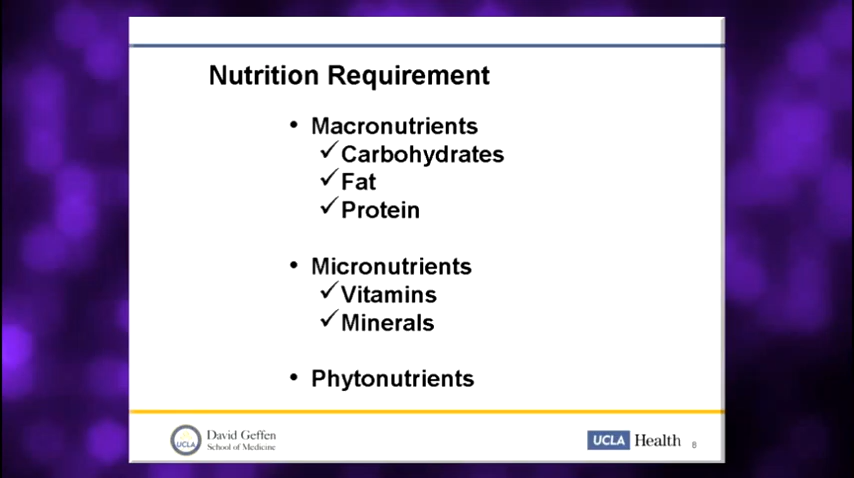 Nutrition Requirement
• Macronutrients
✓Carbohydrates
✓Fat
✓Protein
• Micronutrients
✓Vitamins
✓Minerals
• Phytonutrients
UCLA
David Geffen
School of Medicine
UCLA Health
8